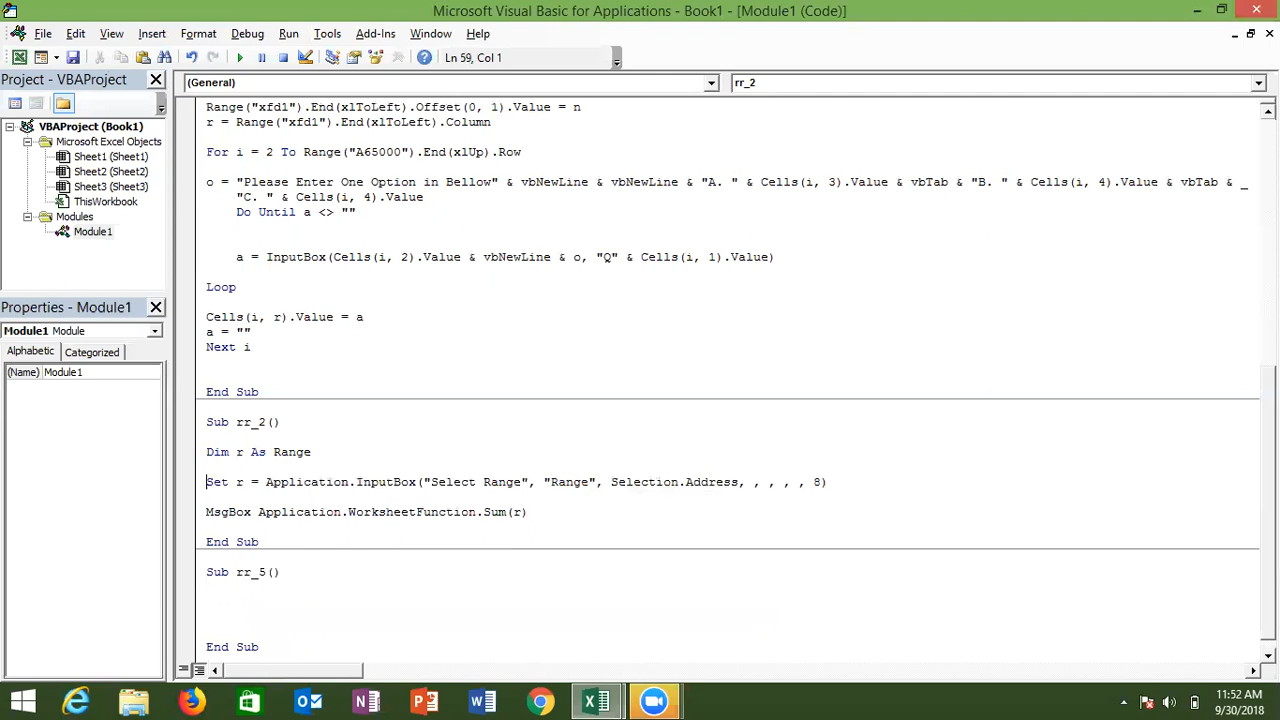 Microsoft Visual Basic for Applications - Book1 - [Module1 (Code)]
File Edit View Insert Format Debug Run Tools Add-Ins Window Help
Ln 59, Col 1
Project - VBAProject
(General)
rr_2
VBAProject (Book1)
Microsoft Excel Objects
Sheet1 (Sheet1)
Sheet2 (Sheet2)
Sheet3 (Sheet3)
ThisWorkbook
Modules
Module1
Properties - Module1
Module1 Module
Alphabetic Categorized
(Name) Module1
Range("xfd1").End(xlToLeft).Offset(0, 1).Value = n
r = Range("xfd1").End(xlToLeft).Column
For i = 2 To Range("A65000").End(xlUp).Row
o = "Please Enter One Option in Bellow" & vbNewLine & vbNewLine & "A. " & Cells(i, 3).Value & vbTab & "B. " & Cells(i, 4).Value & vbTab & _
"C. " & Cells(i, 4).Value
Do Until a <> ""
a = InputBox(Cells(i, 2).Value & vbNewLine & o, "Q" & Cells(i, 1).Value)
Loop
Cells(i, r).Value = a
a = ""
Next i
End Sub
Sub rr_2()
Dim r As Range
Set r = Application.InputBox("Select Range", "Range", Selection.Address, , , , , 8)
MsgBox Application.WorksheetFunction.Sum(r)
End Sub
Sub rr_5()
End Sub
11:52 AM
9/30/2018